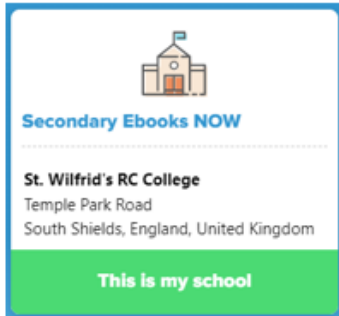 Secondary Ebooks NOW
St. Wilfrid's RC College
Temple Park Road
South Shields, England, United Kingdom
This is my school